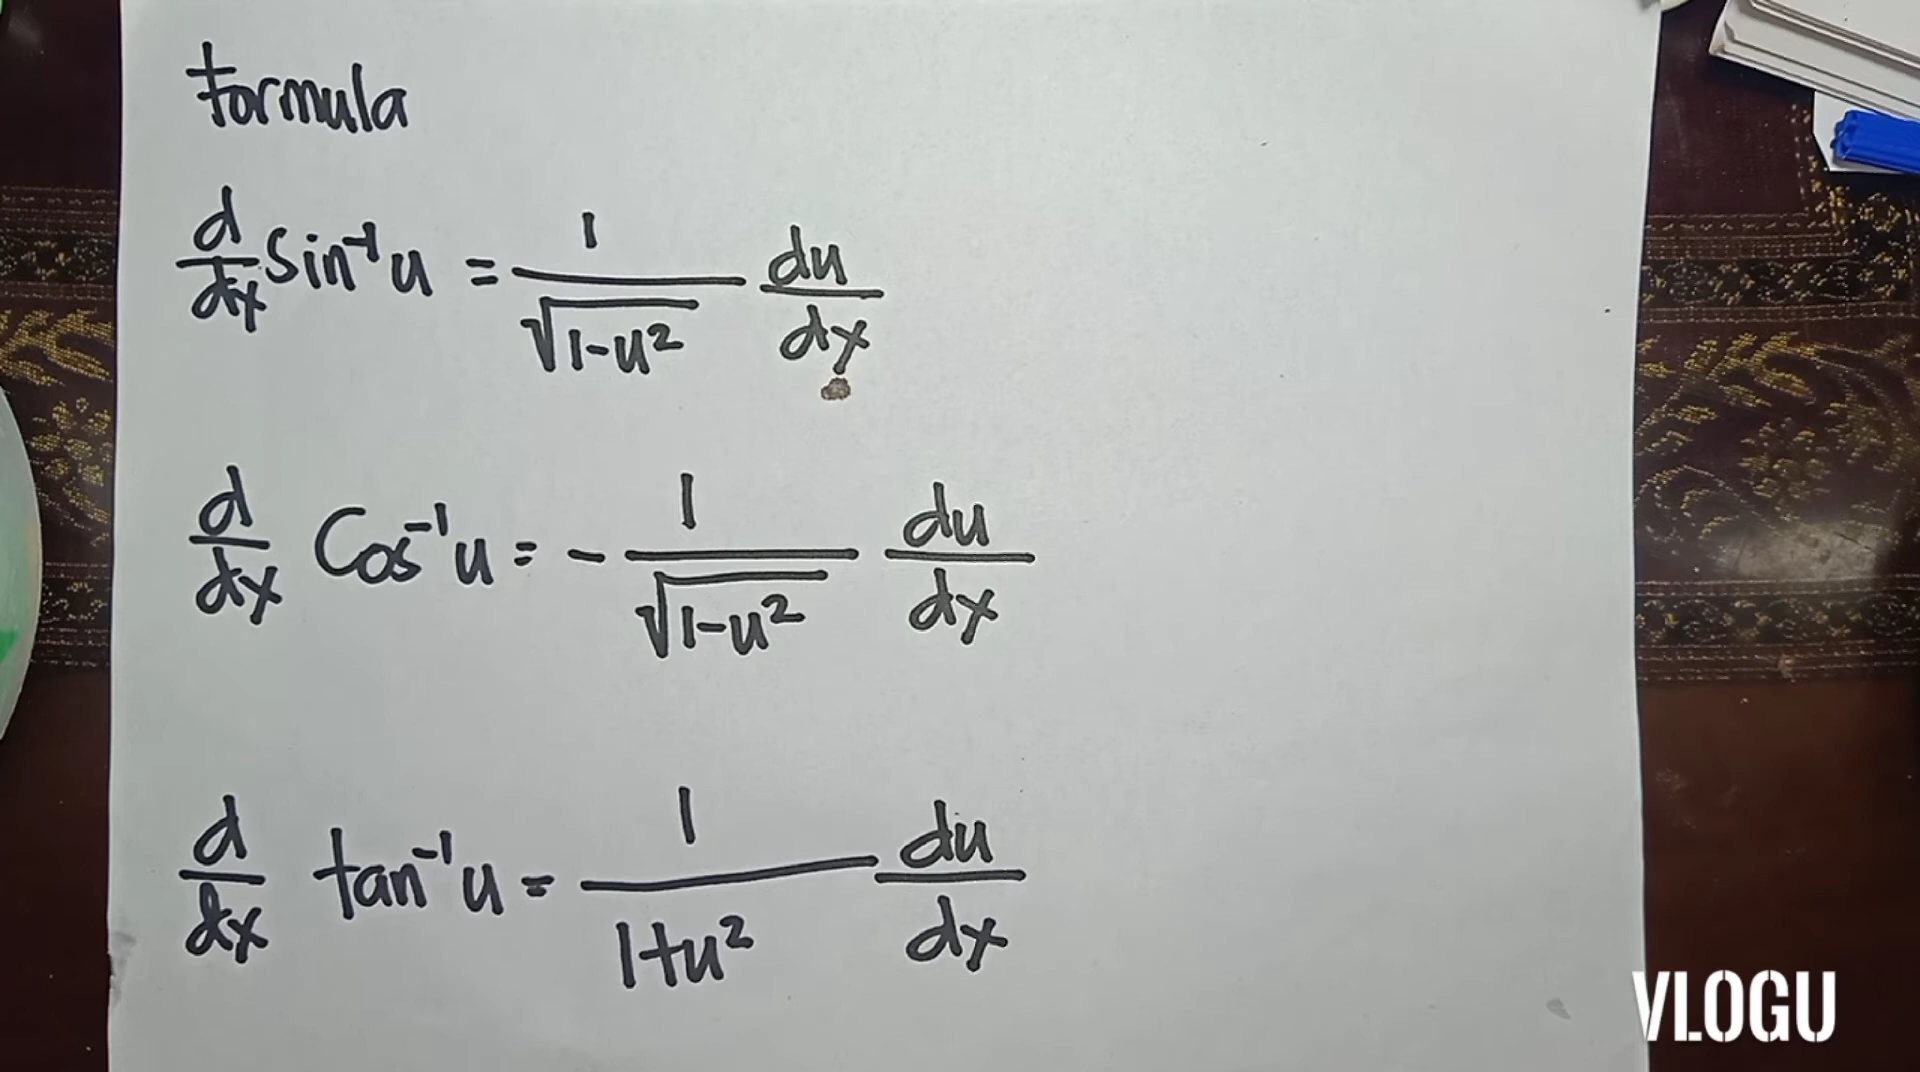 formula
d/dx sin⁻¹u = 1/√(1-u²) du/dx
d/dx Cos⁻¹u = - 1/√(1-u²) du/dx
d/dx tan⁻¹u = 1/(1+u²) du/dx
VLOGU